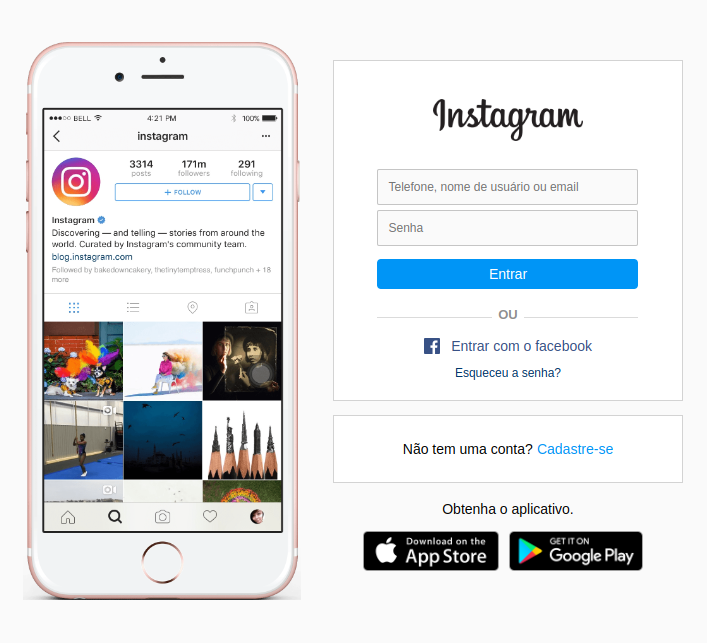 BELL
4:21 PM
100%
instagram
3314
171m
291
posts
followers
following
+ FOLLOW
Instagram
Discovering — and telling — stories from around the
world. Curated by Instagram's community team.
blog.instagram.com
Followed by bakedowncakery, thetinytemptress, funchpunch + 18
more
Instagram
Telefone, nome de usuário ou email
Senha
Entrar
OU
Entrar com o facebook
Esqueceu a senha?
Não tem uma conta? Cadastre-se
Obtenha o aplicativo.
Download on the
App Store
GET IT ON
Google Play